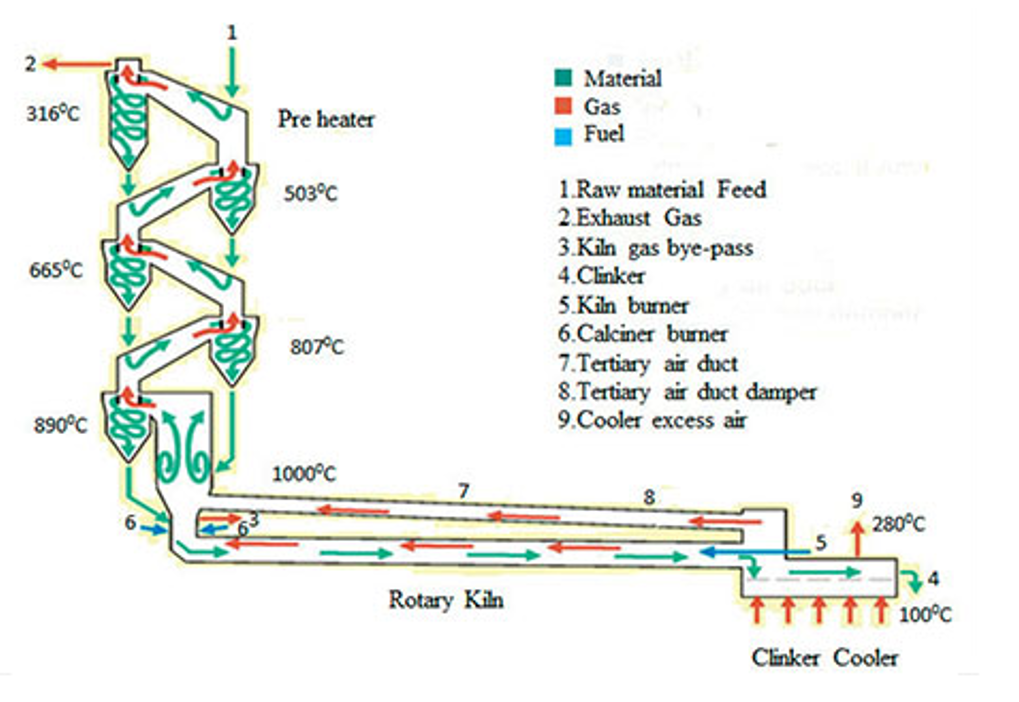 1
2
316⁰C
Pre heater
503⁰C
665⁰C
807⁰C
890⁰C
1000⁰C
Material
Gas
Fuel
1.Raw material Feed
2.Exhaust Gas
3.Kiln gas bye-pass
4.Clinker
5.Kiln burner
6.Calciner burner
7.Tertiary air duct
8.Tertiary air duct damper
9.Cooler excess air
7
8
9
6
6
3
280⁰C
5
4
100⁰C
Rotary Kiln
Clinker Cooler